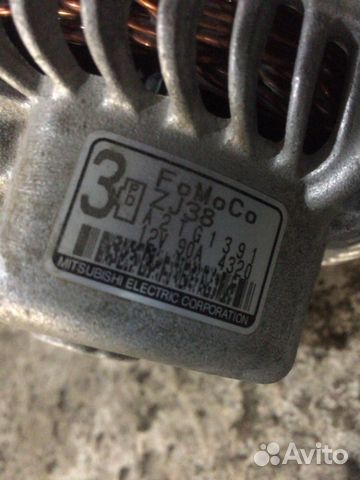 3 FoMoCo
ZJ38
A2TG1391
12V 90A 4320
MITSUBISHI ELECTRIC CORPORATION
Avito